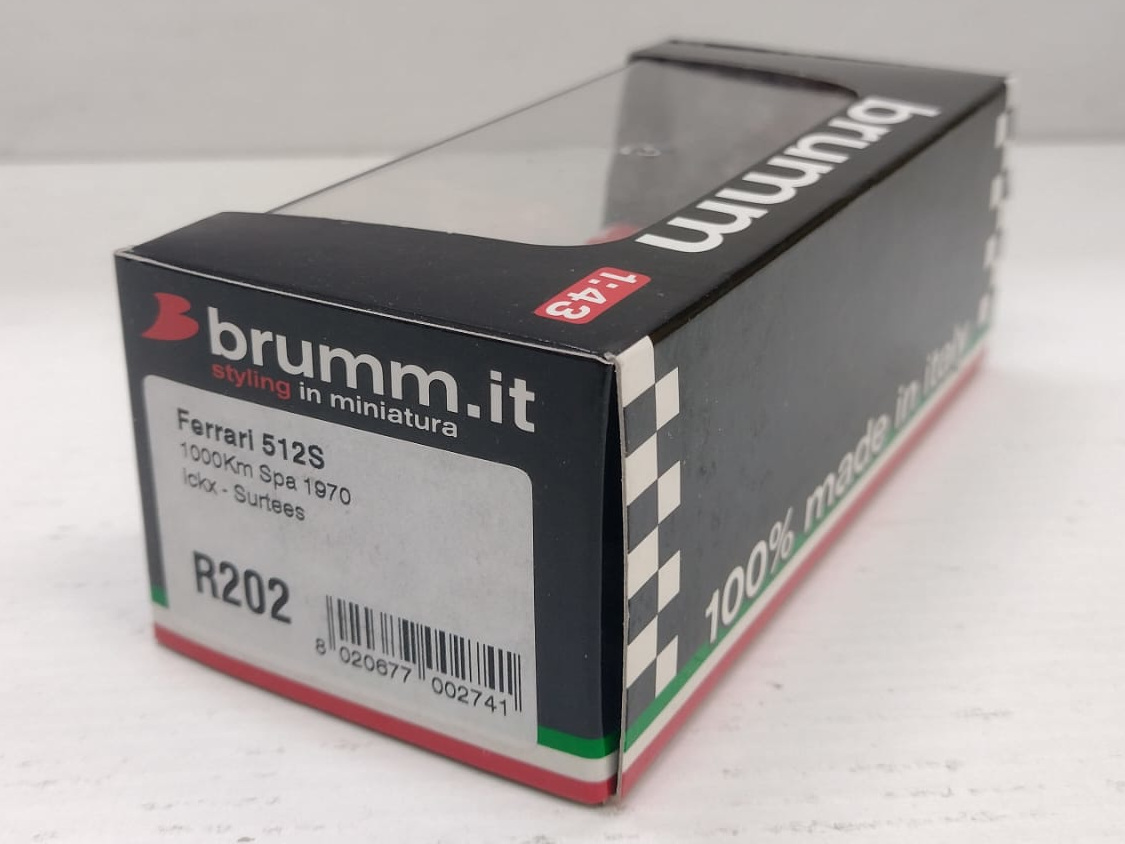 brumm
1:43
brumm.it
styling in miniatura
Ferrari 512S
1000Km Spa 1970
Ickx - Surtees
R202
8 020677 002741
100% made in italy